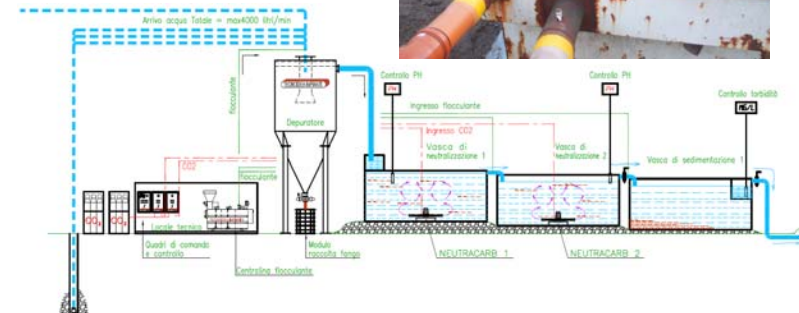 Arrivo acqua Totale = max4000 litri/min
flocculante
Depuratore
Controllo PH
Controllo PH
Controllo torbidità
Ingresso flocculante
Ingresso CO2
Vasca di
neutralizzazione 1
Vasca di
neutralizzazione 2
Vasca di sedimentazione 1
CO2
flocculante
CO2
CO2
Locale tecnico
Quadri di comando
e controllo
Centralina flocculante
Modulo
raccolta fango
NEUTRACARB 1
NEUTRACARB 2